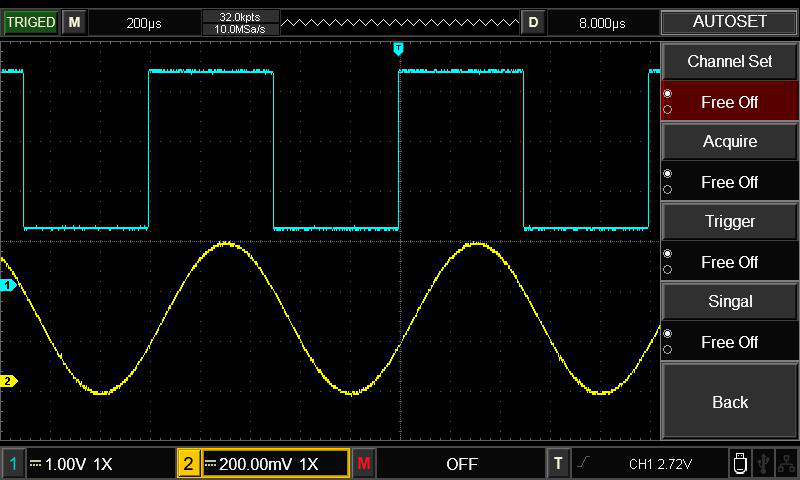 TRIGED M 200µs 32.0kpts D 8.000µs AUTOSET
10.0MSa/s
T
Channel Set
Free Off
Acquire
Free Off
Trigger
Free Off
Singal
1
Free Off
2
Back
1 1.00V 1X 2 200.00mV 1X M OFF T CH1 2.72V